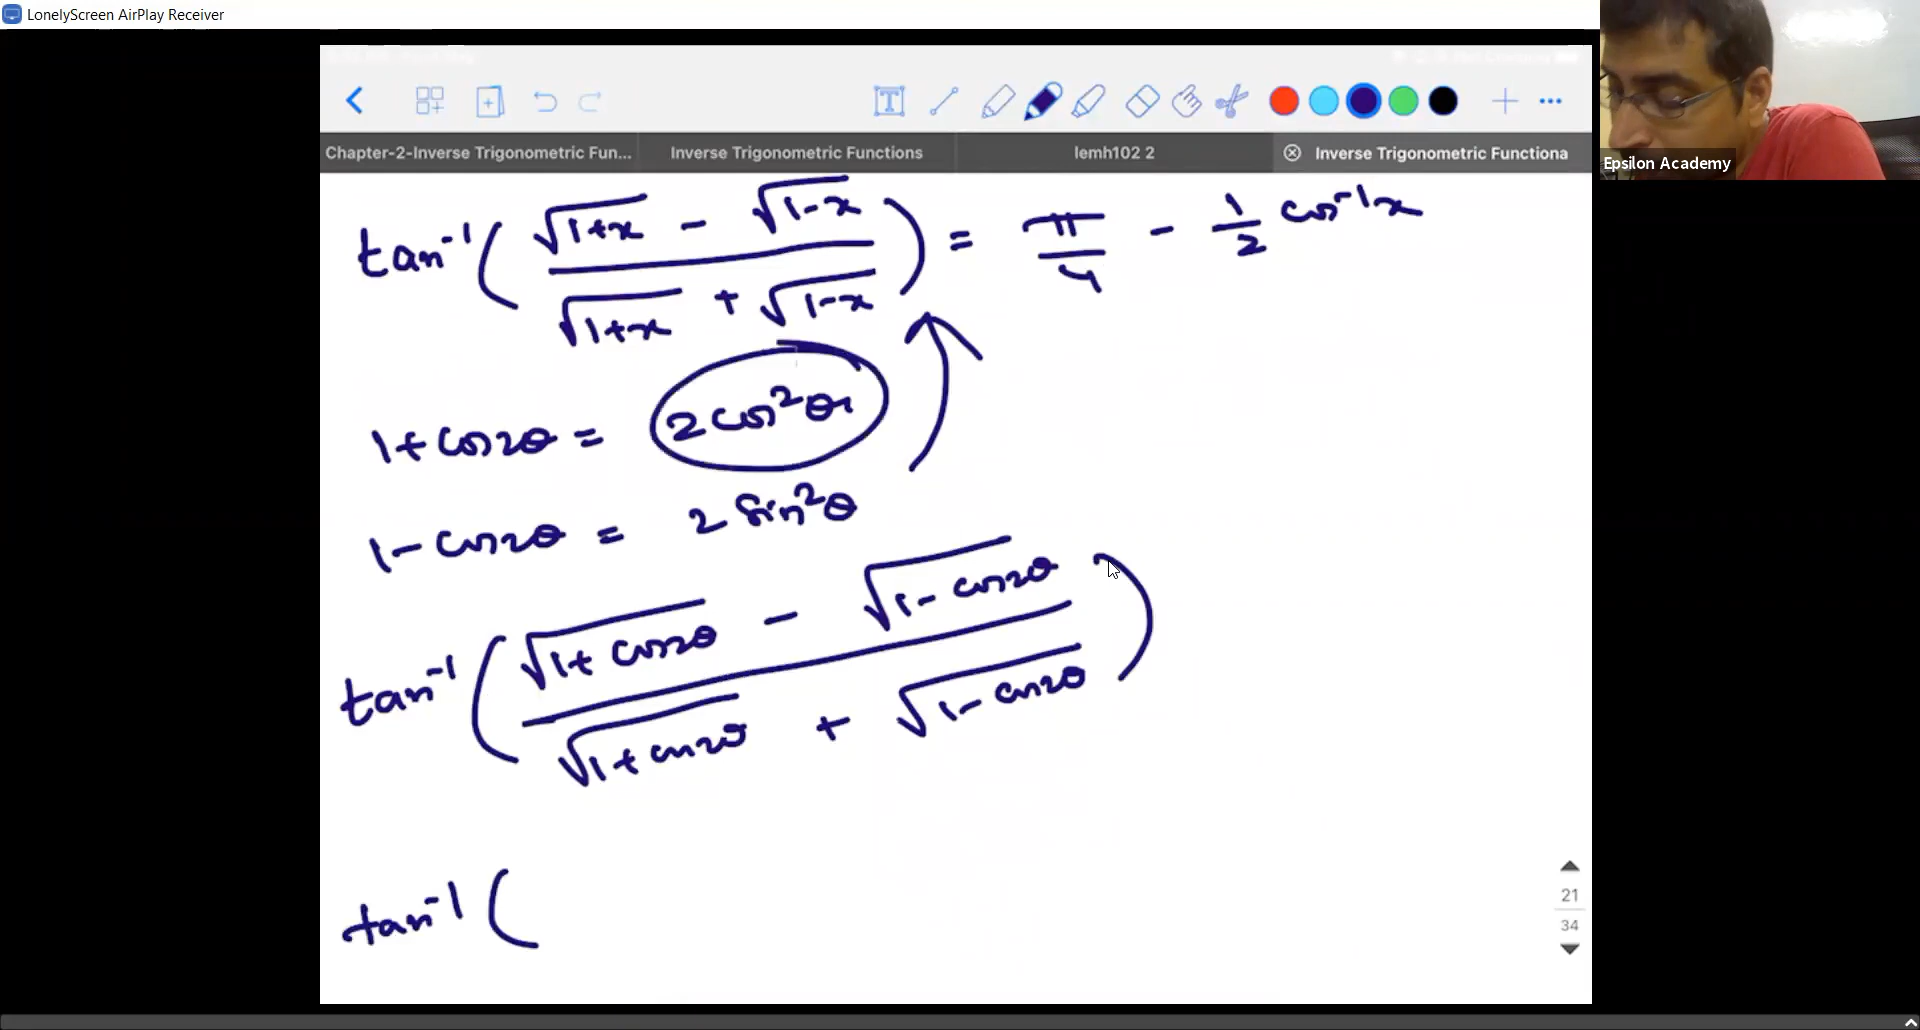 LonelyScreen AirPlay Receiver
Epsilon Academy
T
Chapter-2-Inverse Trigonometric Fun...
Inverse Trigonometric Functions
lemh102 2
Inverse Trigonometric Functiona
tan⁻¹( (√(1+x) - √(1-x)) / (√(1+x) + √(1-x)) ) = π/4 - 1/2 cos⁻¹x
1+cos2θ = 2cos²θ
1-cos2θ = 2 Sin²θ
tan⁻¹( (√(1+cos2θ) - √(1-cos2θ)) / (√(1+cos2θ) + √(1-cos2θ)) )
tan⁻¹(
21
34